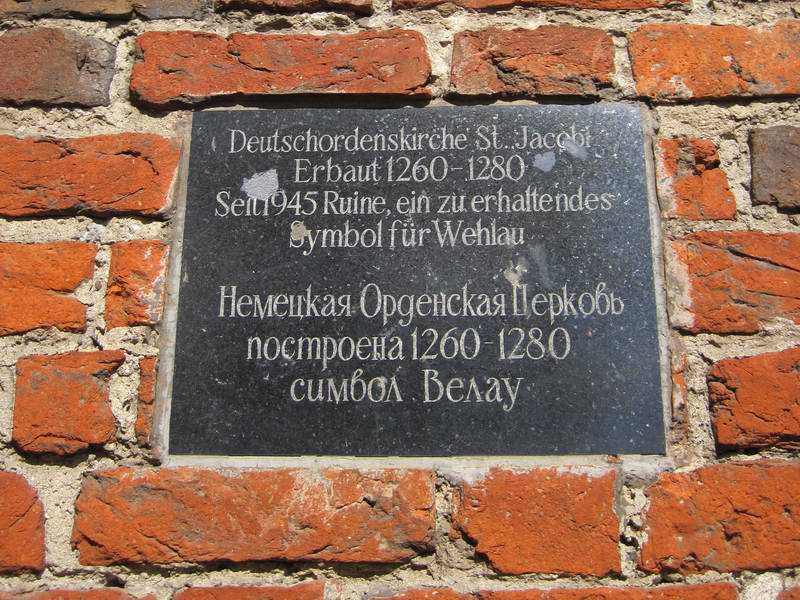 Deutschordenskirche St. Jacobi
Erbaut 1260-1280
Seit 1945 Ruine, ein zu erhaltendes
Symbol für Wehlau
Немецкая Орденская Церковь
построена 1260-1280
символ Велау